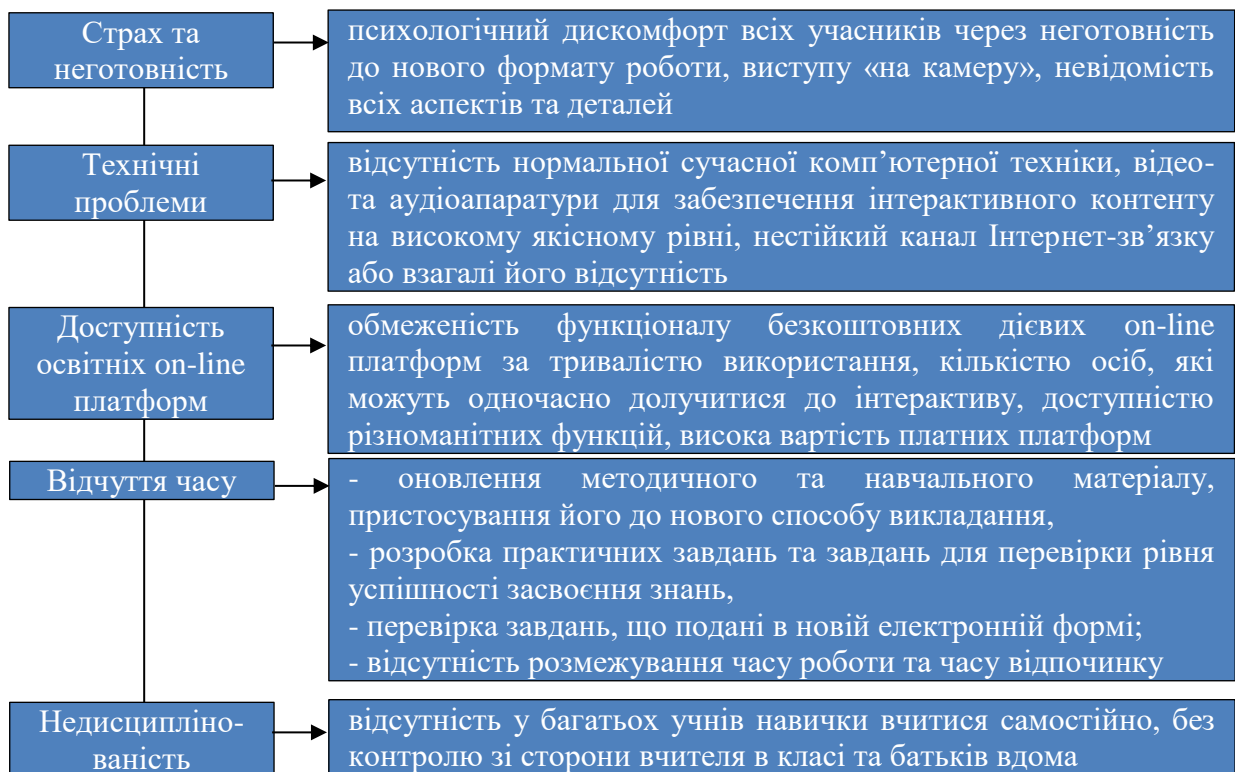 Страх та
неготовність
психологічний дискомфорт всіх учасників через неготовність
до нового формату роботи, виступу «на камеру», невідомість
всіх аспектів та деталей
Технічні
проблеми
відсутність нормальної сучасної комп’ютерної техніки, відео-
та аудіоапаратури для забезпечення інтерактивного контенту
на високому якісному рівні, нестійкий канал Інтернет-зв’язку
або взагалі його відсутність
Доступність
освітніх on-line
платформ
обмеженість функціоналу безкоштовних дієвих on-line
платформ за тривалістю використання, кількістю осіб, які
можуть одночасно долучитися до інтерактиву, доступністю
різноманітних функцій, висока вартість платних платформ
Відчуття часу
- оновлення методичного та навчального матеріалу,
пристосування його до нового способу викладання,
- розробка практичних завдань та завдань для перевірки рівня
успішності засвоєння знань,
- перевірка завдань, що подані в новій електронній формі;
- відсутність розмежування часу роботи та часу відпочинку
Недисципліно-
ваність
відсутність у багатьох учнів навички вчитися самостійно, без
контролю зі сторони вчителя в класі та батьків вдома